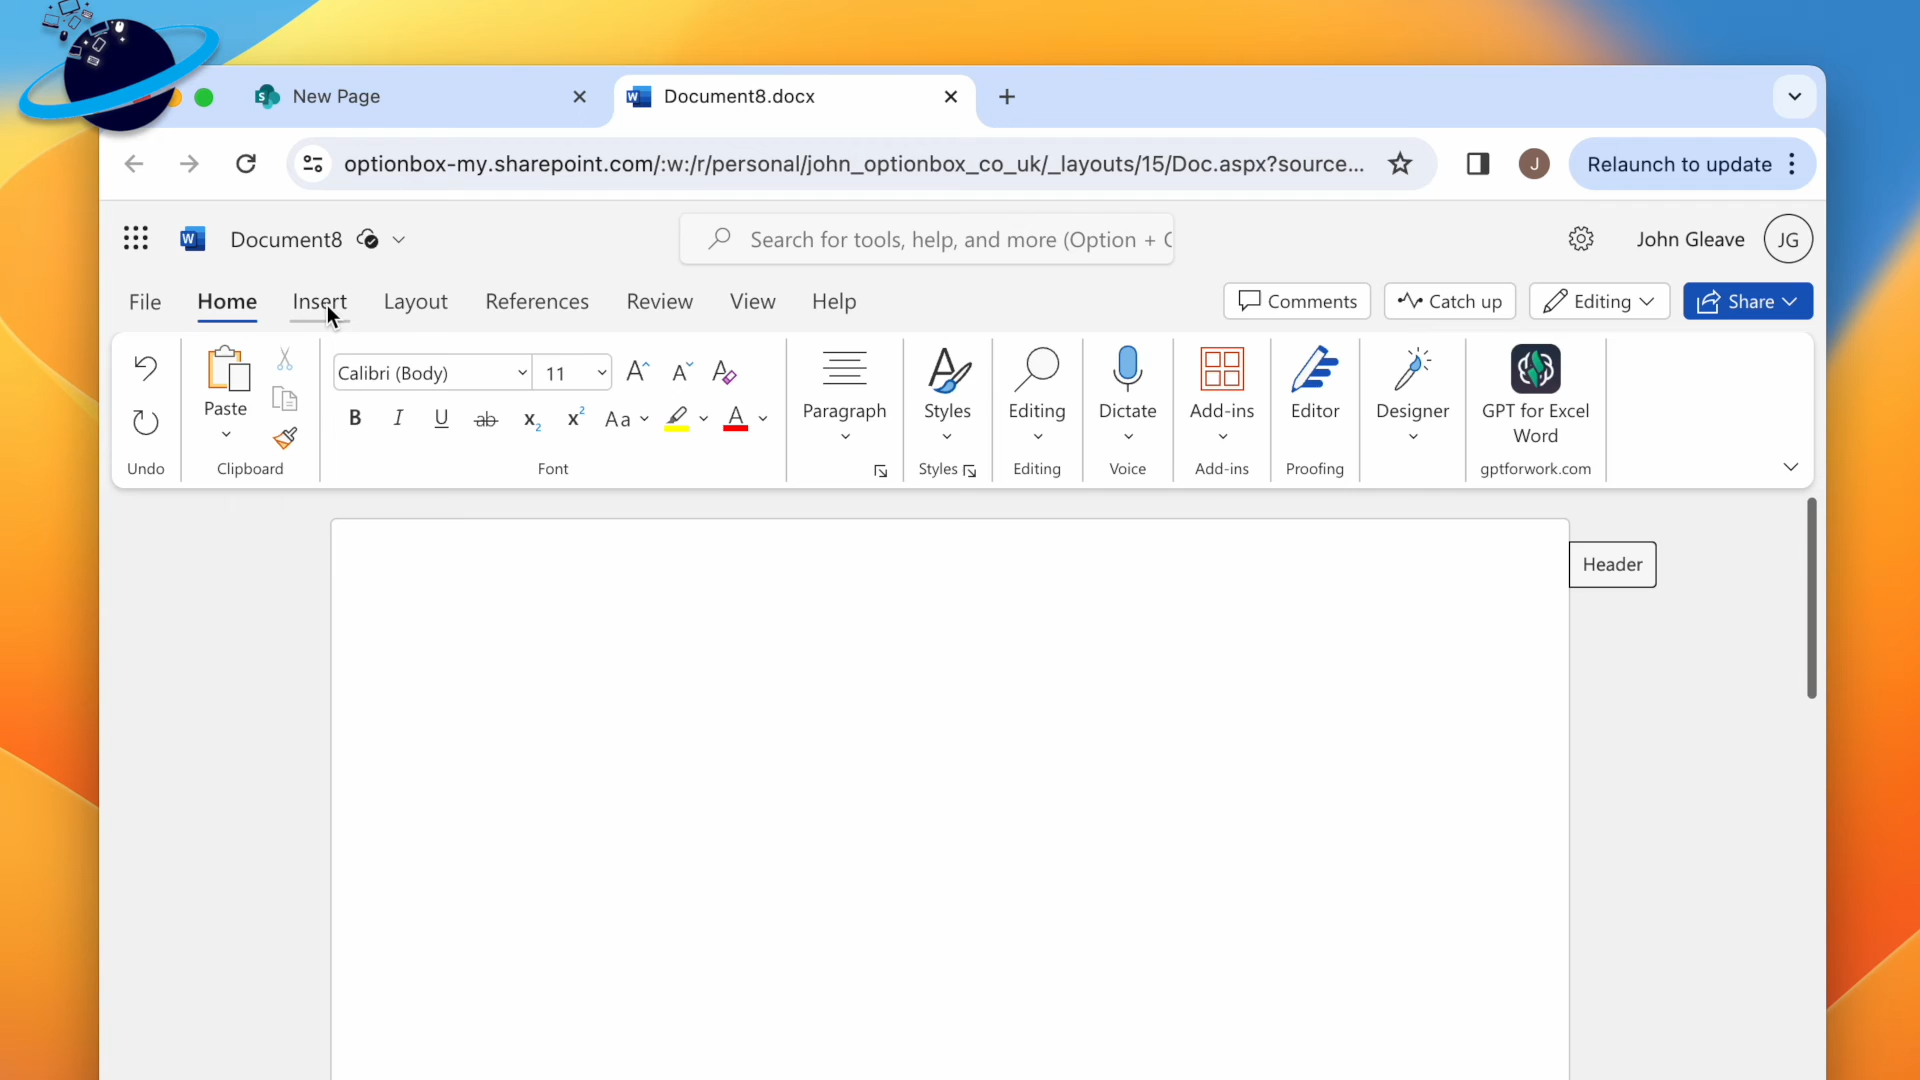 New Page
Document8.docx
optionbox-my.sharepoint.com/:w:/r/personal/john_optionbox_co_uk/_layouts/15/Doc.aspx?source...
J
Relaunch to update
Document8
Search for tools, help, and more (Option +
John Gleave
JG
File
Home
Insert
Layout
References
Review
View
Help
Comments
Catch up
Editing
Share
Paste
Calibri (Body)
11
Paragraph
Styles
Editing
Dictate
Add-ins
Editor
Designer
GPT for Excel
Word
Undo
Clipboard
Font
Styles
Editing
Voice
Add-ins
Proofing
gptforwork.com
Header